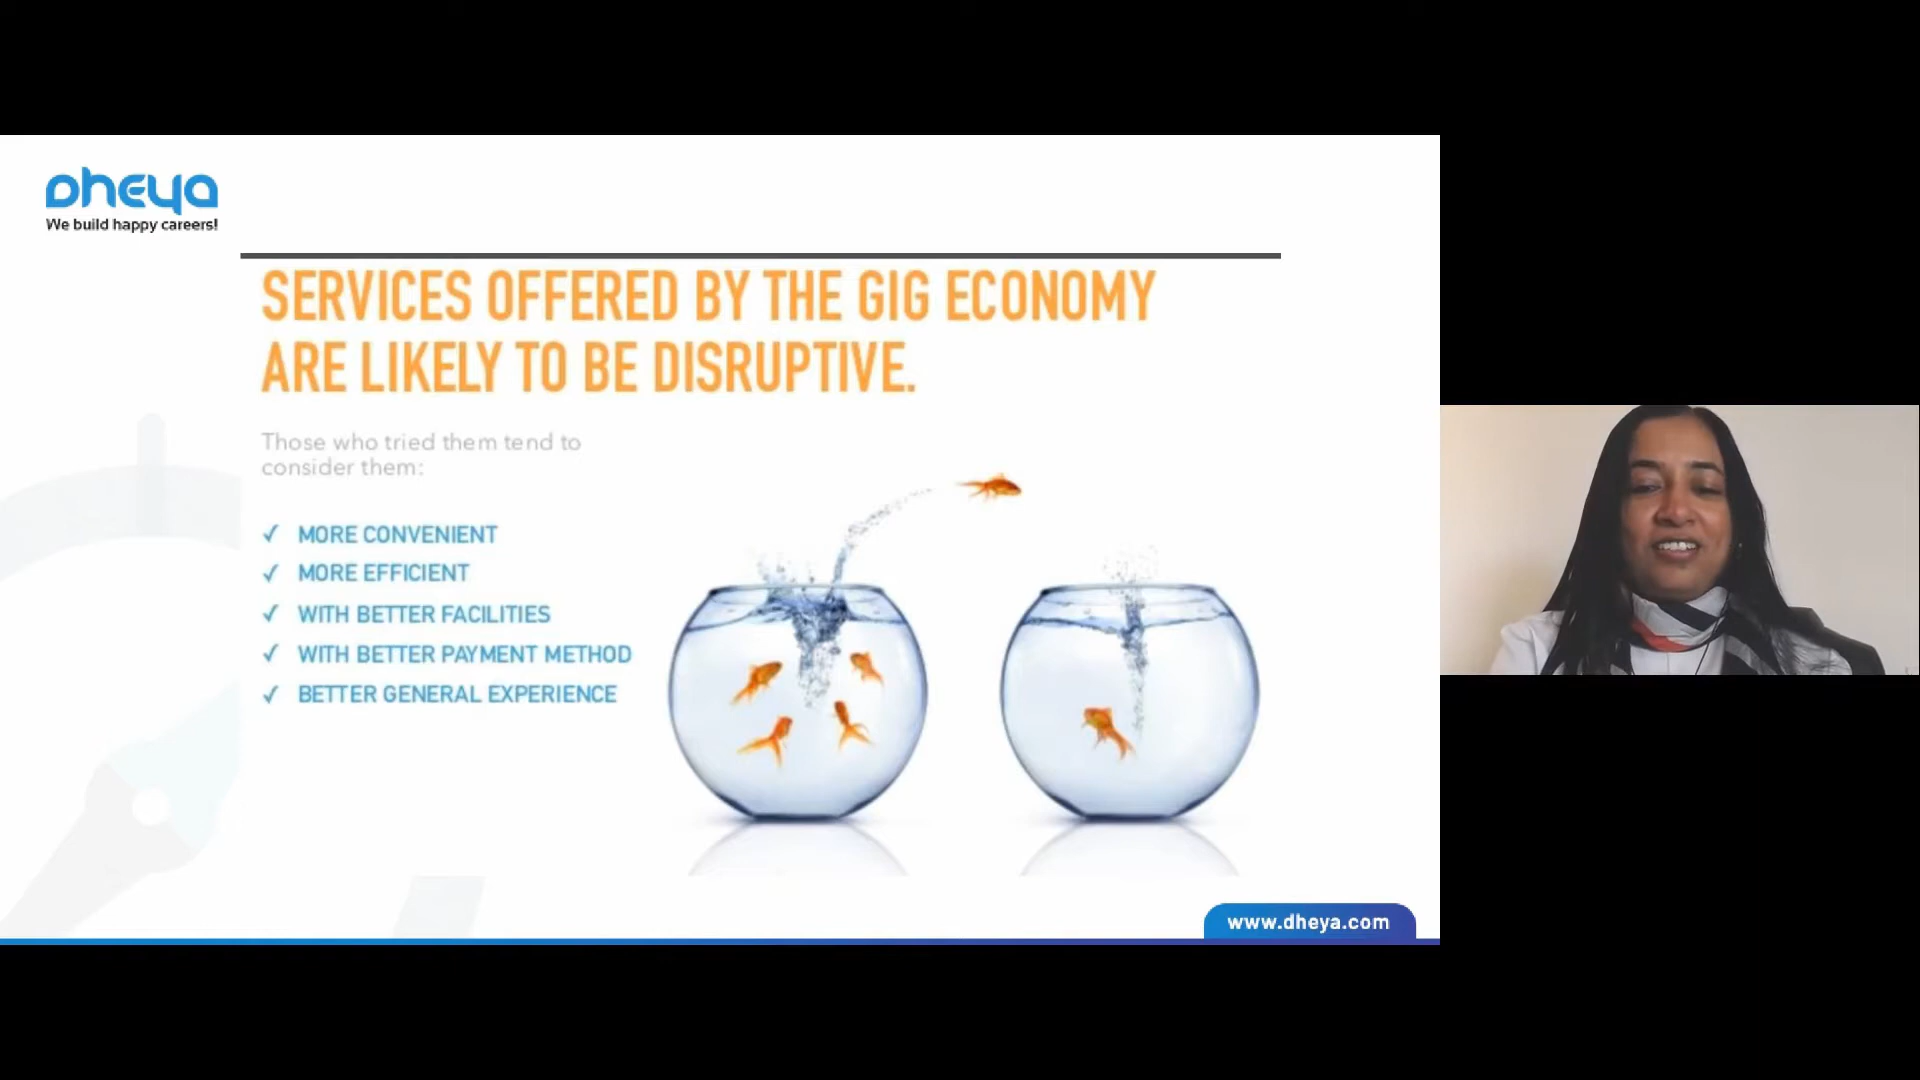 Dheya
We build happy careers!
SERVICES OFFERED BY THE GIG ECONOMY
ARE LIKELY TO BE DISRUPTIVE.
Those who tried them tend to
consider them:
✓ MORE CONVENIENT
✓ MORE EFFICIENT
✓ WITH BETTER FACILITIES
✓ WITH BETTER PAYMENT METHOD
✓ BETTER GENERAL EXPERIENCE
www.dheya.com